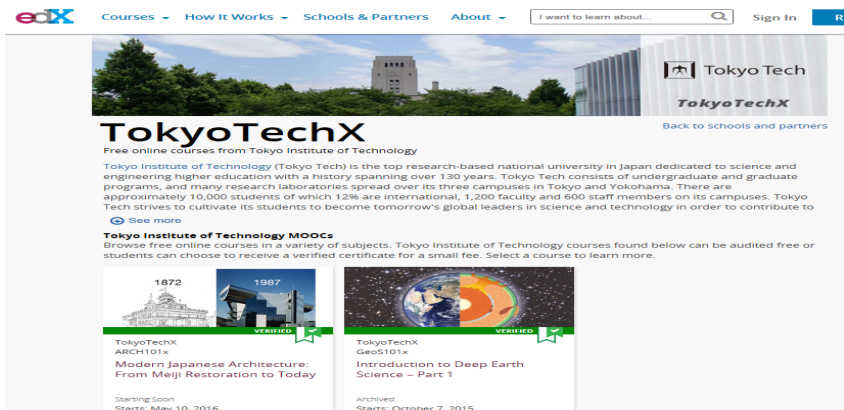 edX
Courses How It Works Schools & Partners About I want to learn about... Sign In R
Tokyo Tech
TokyoTechX
TokyoTechX
Back to schools and partners
Free online courses from Tokyo Institute of Technology
Tokyo Institute of Technology (Tokyo Tech) is the top research-based national university in Japan dedicated to science and
engineering higher education with a history spanning over 130 years. Tokyo Tech consists of undergraduate and graduate
programs, and many research laboratories spread over its three campuses in Tokyo and Yokohama. There are
approximately 10,000 students of which 12% are international, 1,200 faculty and 600 staff members on its campuses. Tokyo
Tech strives to cultivate its students to become tomorrow's global leaders in science and technology in order to contribute to
See more
Tokyo Institute of Technology MOOCs
Browse free online courses in a variety of subjects. Tokyo Institute of Technology courses found below can be audited free or
students can choose to receive a verified certificate for a small fee. Select a course to learn more.
1872 1987
VERIFIED
TokyoTechX
ARCH101x
Modern Japanese Architecture:
From Meiji Restoration to Today
Starting Soon
Starts: May 10, 2016
VERIFIED
TokyoTechX
GeoS101x
Introduction to Deep Earth
Science – Part 1
Archived
Starts: October 7, 2015